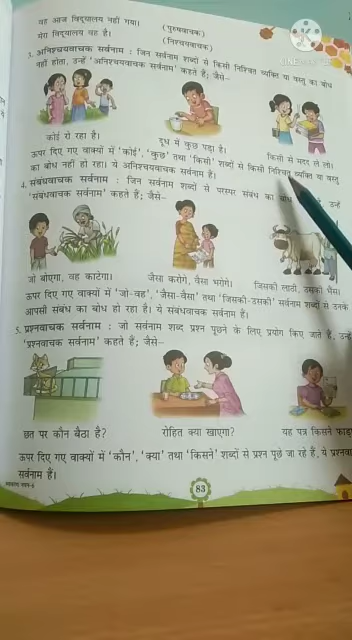 वह आज विद्यालय नहीं गया। (पुरुषवाचक)
मेरा विद्यालय वह है। (निश्चयवाचक)
3. अनिश्चयवाचक सर्वनाम : जिन सर्वनाम शब्दों से किसी निश्चित व्यक्ति या वस्तु का बोध
नहीं होता, उन्हें 'अनिश्चयवाचक सर्वनाम' कहते हैं; जैसे–
कोई रो रहा है। दूध में कुछ पड़ा है। किसी से मदद ले लो।
ऊपर दिए गए वाक्यों में 'कोई', 'कुछ' तथा 'किसी' शब्दों से किसी निश्चित व्यक्ति या वस्तु
का बोध नहीं हो रहा। ये अनिश्चयवाचक सर्वनाम हैं।
4. संबंधवाचक सर्वनाम : जिन सर्वनाम शब्दों से परस्पर संबंध का बोध उन्हें
'संबंधवाचक सर्वनाम' कहते हैं; जैसे–
जो बोएगा, वह काटेगा। जैसा करोगे, वैसा भरोगे। जिसकी लाठी, उसकी भैंस।
ऊपर दिए गए वाक्यों में 'जो-वह', 'जैसा-वैसा' तथा 'जिसकी-उसकी' सर्वनाम शब्दों से उनके
आपसी संबंध का बोध हो रहा है। ये संबंधवाचक सर्वनाम हैं।
5. प्रश्नवाचक सर्वनाम : जो सर्वनाम शब्द प्रश्न पूछने के लिए प्रयोग किए जाते हैं, उन्हें
'प्रश्नवाचक सर्वनाम' कहते हैं; जैसे–
छत पर कौन बैठा है? रोहित क्या खाएगा? यह पत्र किसने फाड़
ऊपर दिए गए वाक्यों में 'कौन', 'क्या' तथा 'किसने' शब्दों से प्रश्न पूछे जा रहे हैं, ये प्रश्नवा
सर्वनाम हैं।
83